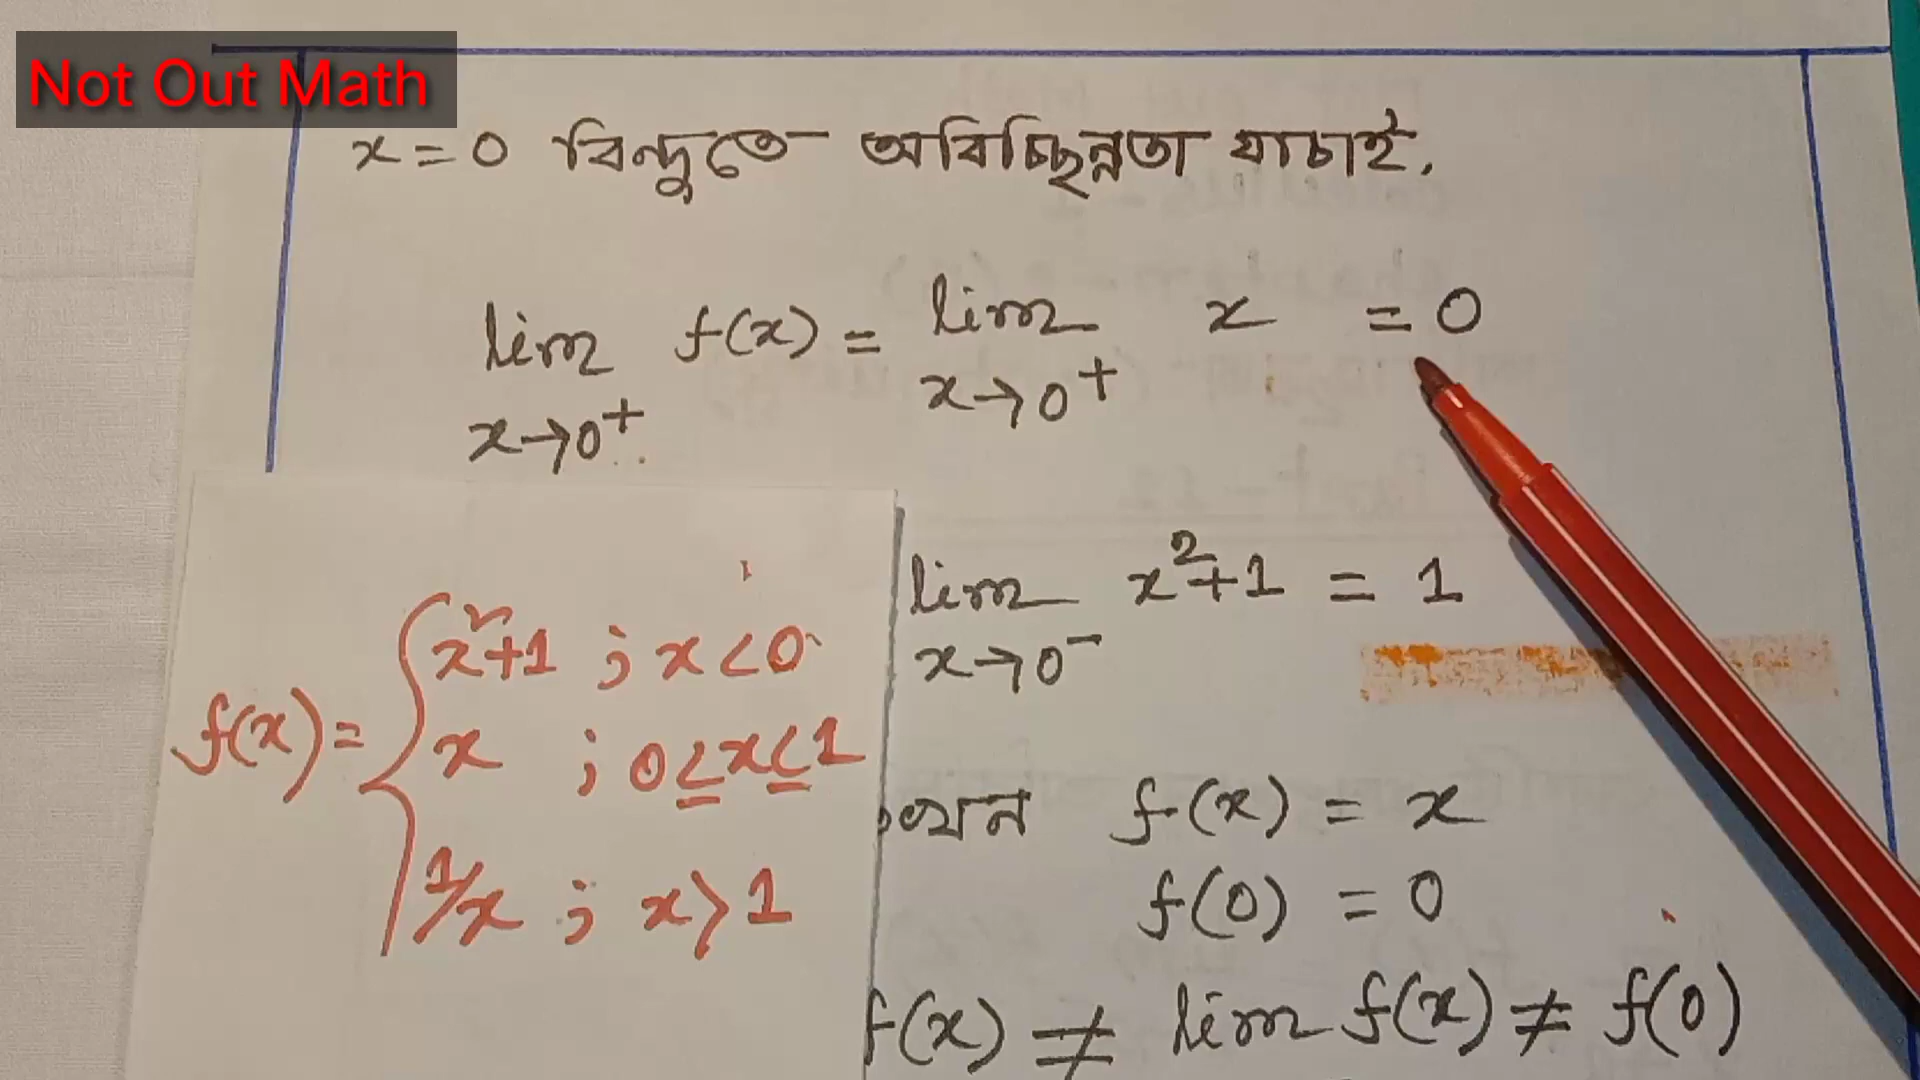 Not Out Math
x = 0 বিন্দুতে অবিচ্ছিন্নতা যাচাই.
lim f(x) = lim x = 0
x→0+ x→0+
lim x²+1 = 1
x→0-
f(x) = { x²+1 ; x < 0
x ; 0 ≤ x ≤ 1
1/x ; x > 1
f(x) = x
f(0) = 0
f(x) ≠ lim f(x) ≠ f(0)